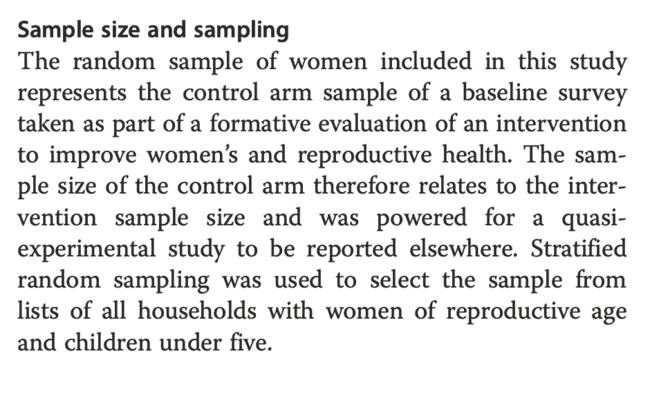 Sample size and sampling
The random sample of women included in this study
represents the control arm sample of a baseline survey
taken as part of a formative evaluation of an intervention
to improve women's and reproductive health. The sam-
ple size of the control arm therefore relates to the inter-
vention sample size and was powered for a quasi-
experimental study to be reported elsewhere. Stratified
random sampling was used to select the sample from
lists of all households with women of reproductive age
and children under five.